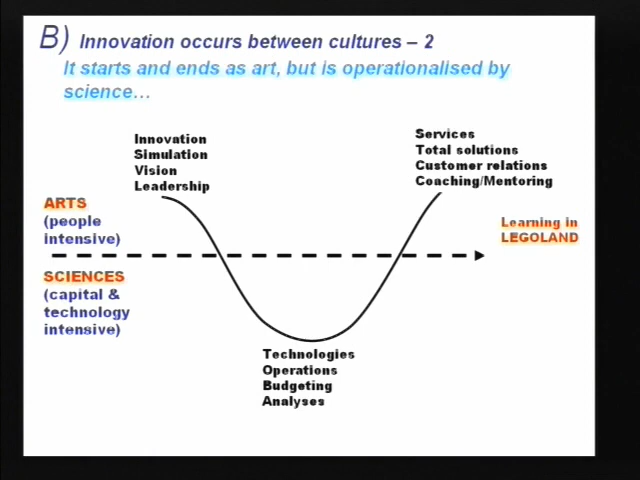 B) Innovation occurs between cultures – 2
It starts and ends as art, but is operationalised by
science…
Innovation
Simulation
Vision
Leadership
Services
Total solutions
Customer relations
Coaching/Mentoring
ARTS
(people
intensive)
Learning in
LEGOLAND
SCIENCES
(capital &
technology
intensive)
Technologies
Operations
Budgeting
Analyses